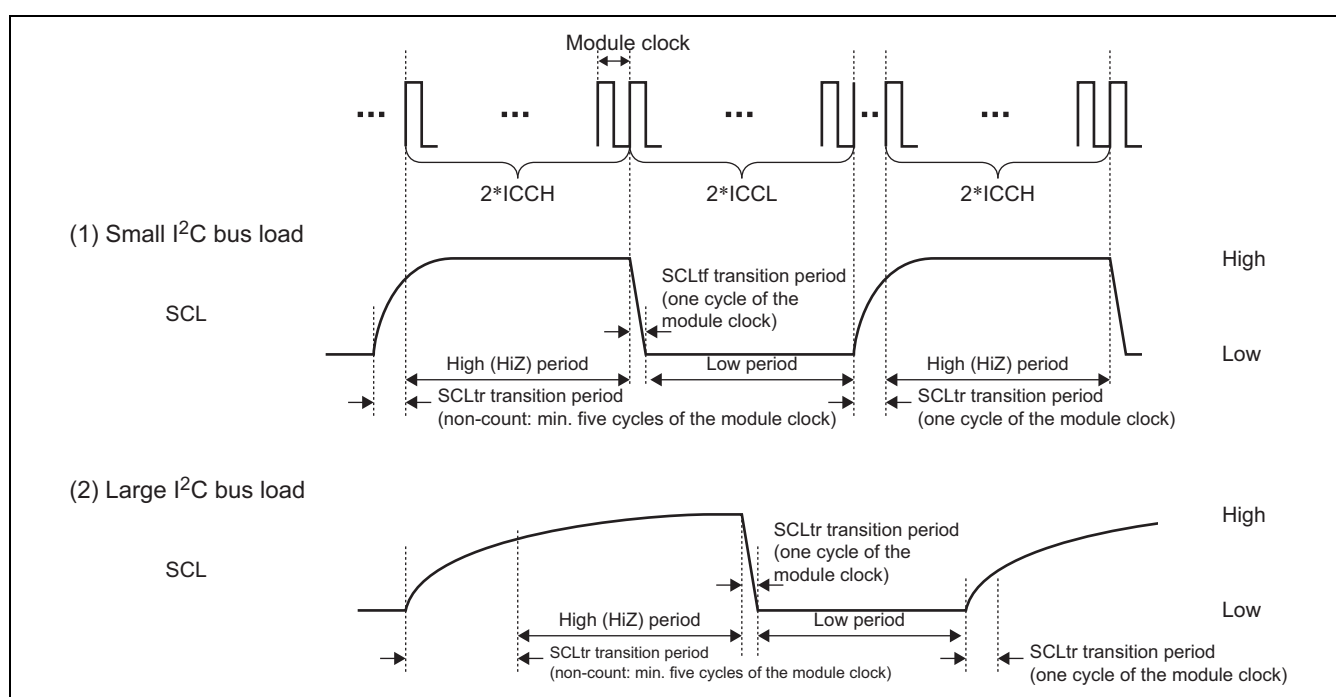 Module clock
... ... ... .. ...
2*ICCH 2*ICCL 2*ICCH
(1) Small I²C bus load
High
SCLtf transition period
(one cycle of the
module clock)
SCL
Low
High (HiZ) period
Low period
High (HiZ) period
SCLtr transition period
(non-count: min. five cycles of the module clock)
SCLtr transition period
(one cycle of the module clock)
(2) Large I²C bus load
High
SCLtr transition period
(one cycle of the
module clock)
SCL
Low
High (HiZ) period
Low period
SCLtr transition period
(non-count: min. five cycles of the module clock)
SCLtr transition period
(one cycle of the module clock)